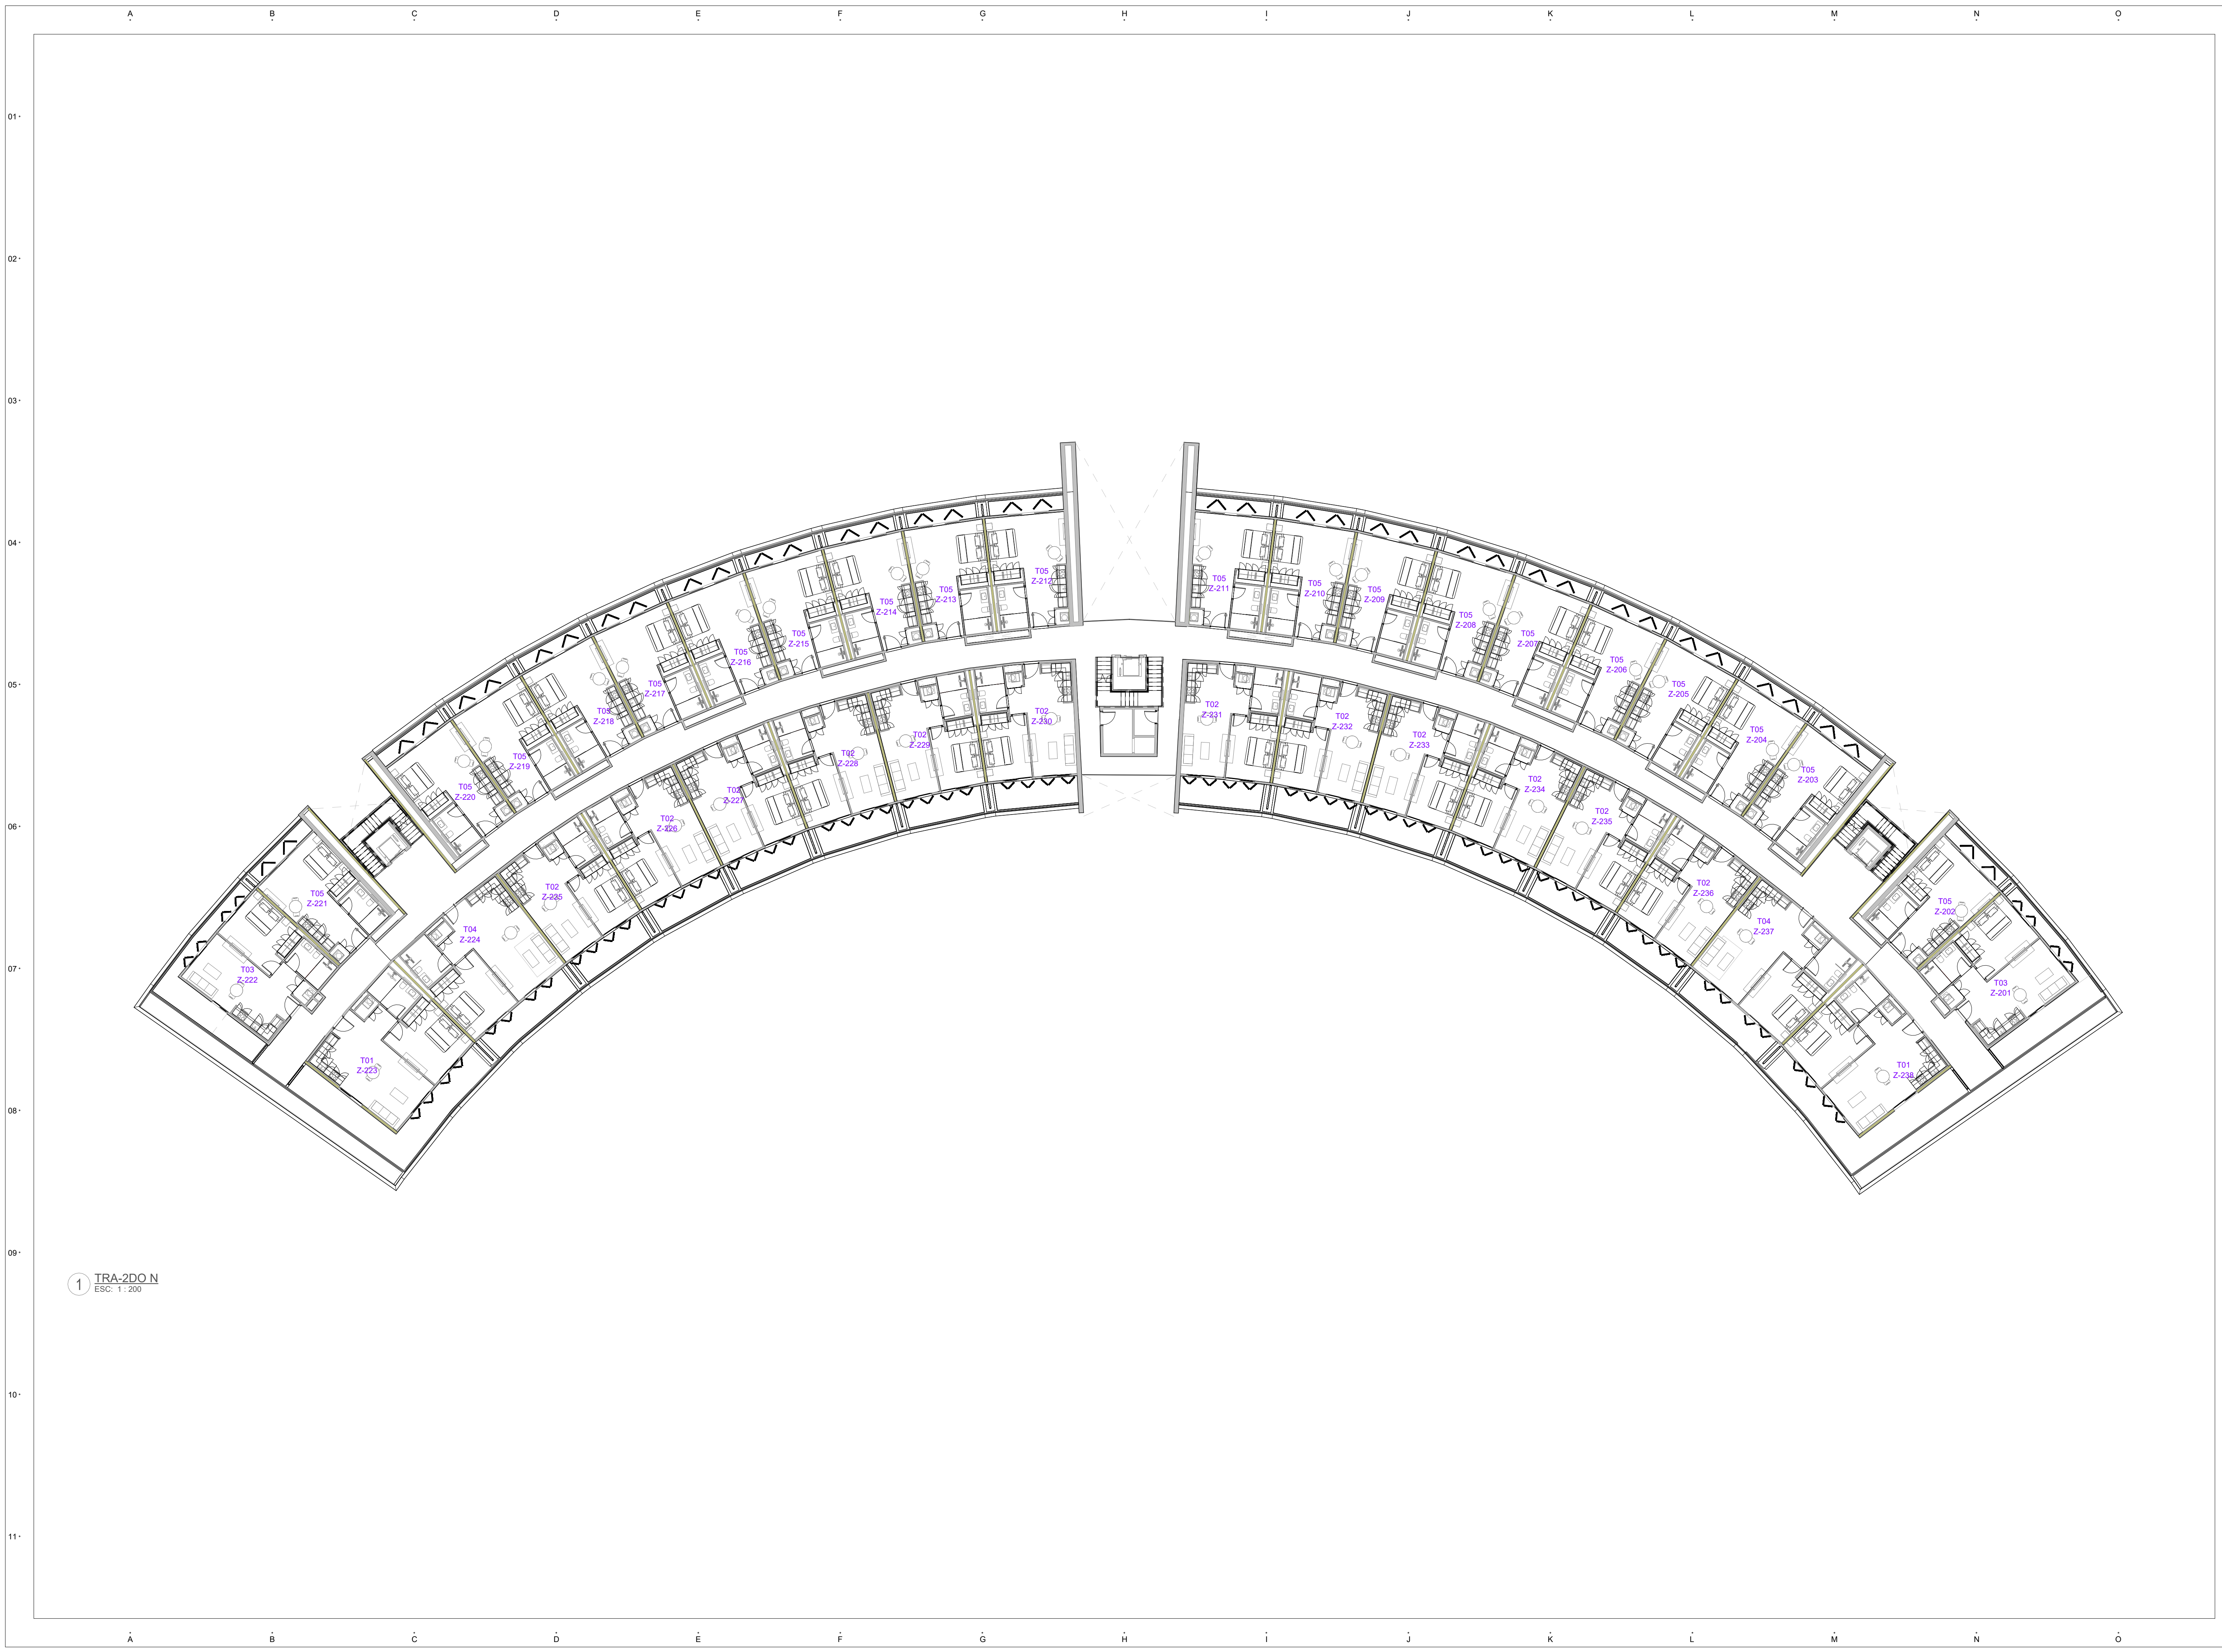 A B C D E F G H I J K L M N O
01
02
03
04
05
06
07
08
09
10
11
T05
Z-212
T05
Z-211
T05
Z-213
T05
Z-210
T05
Z-209
T05
Z-214
T05
Z-208
T05
Z-215
T05
Z-207
T05
Z-216
T05
Z-206
T05
Z-217
T05
Z-205
T05
Z-218
T05
Z-204
T05
Z-219
T05
Z-203
T05
Z-220
T02
Z-230
T02
Z-231
T02
Z-229
T02
Z-232
T02
Z-228
T02
Z-233
T02
Z-227
T02
Z-234
T02
Z-226
T02
Z-235
T02
Z-225
T02
Z-236
T05
Z-221
T05
Z-202
T04
Z-224
T04
Z-237
T03
Z-222
T03
Z-201
T01
Z-223
T01
Z-238
1
TRA-2DO N
ESC: 1 : 200
A B C D E F G H I J K L M N O